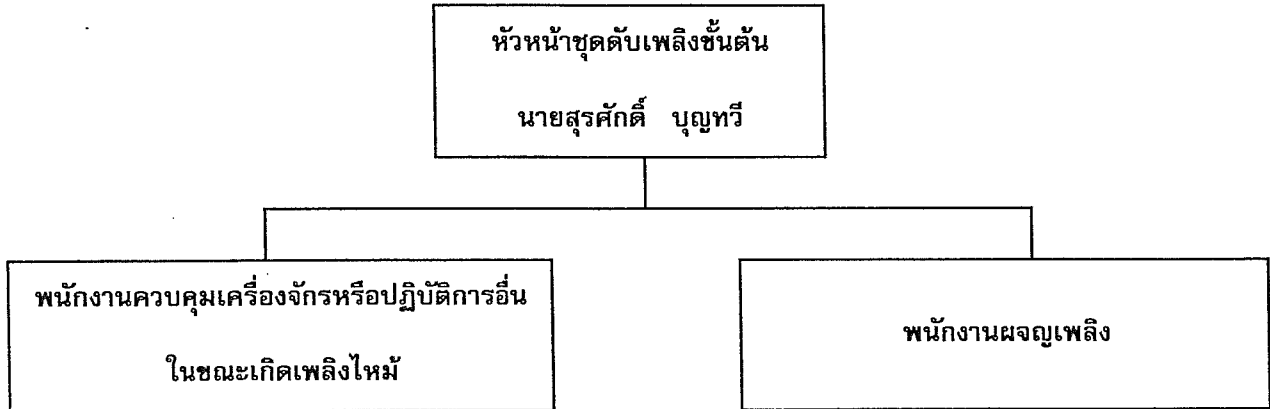 หัวหน้าชุดดับเพลิงขั้นต้น
นายสุรศักดิ์ บุญทวี
พนักงานควบคุมเครื่องจักรหรือปฏิบัติการอื่น
ในขณะเกิดเพลิงไหม้
พนักงานผจญเพลิง